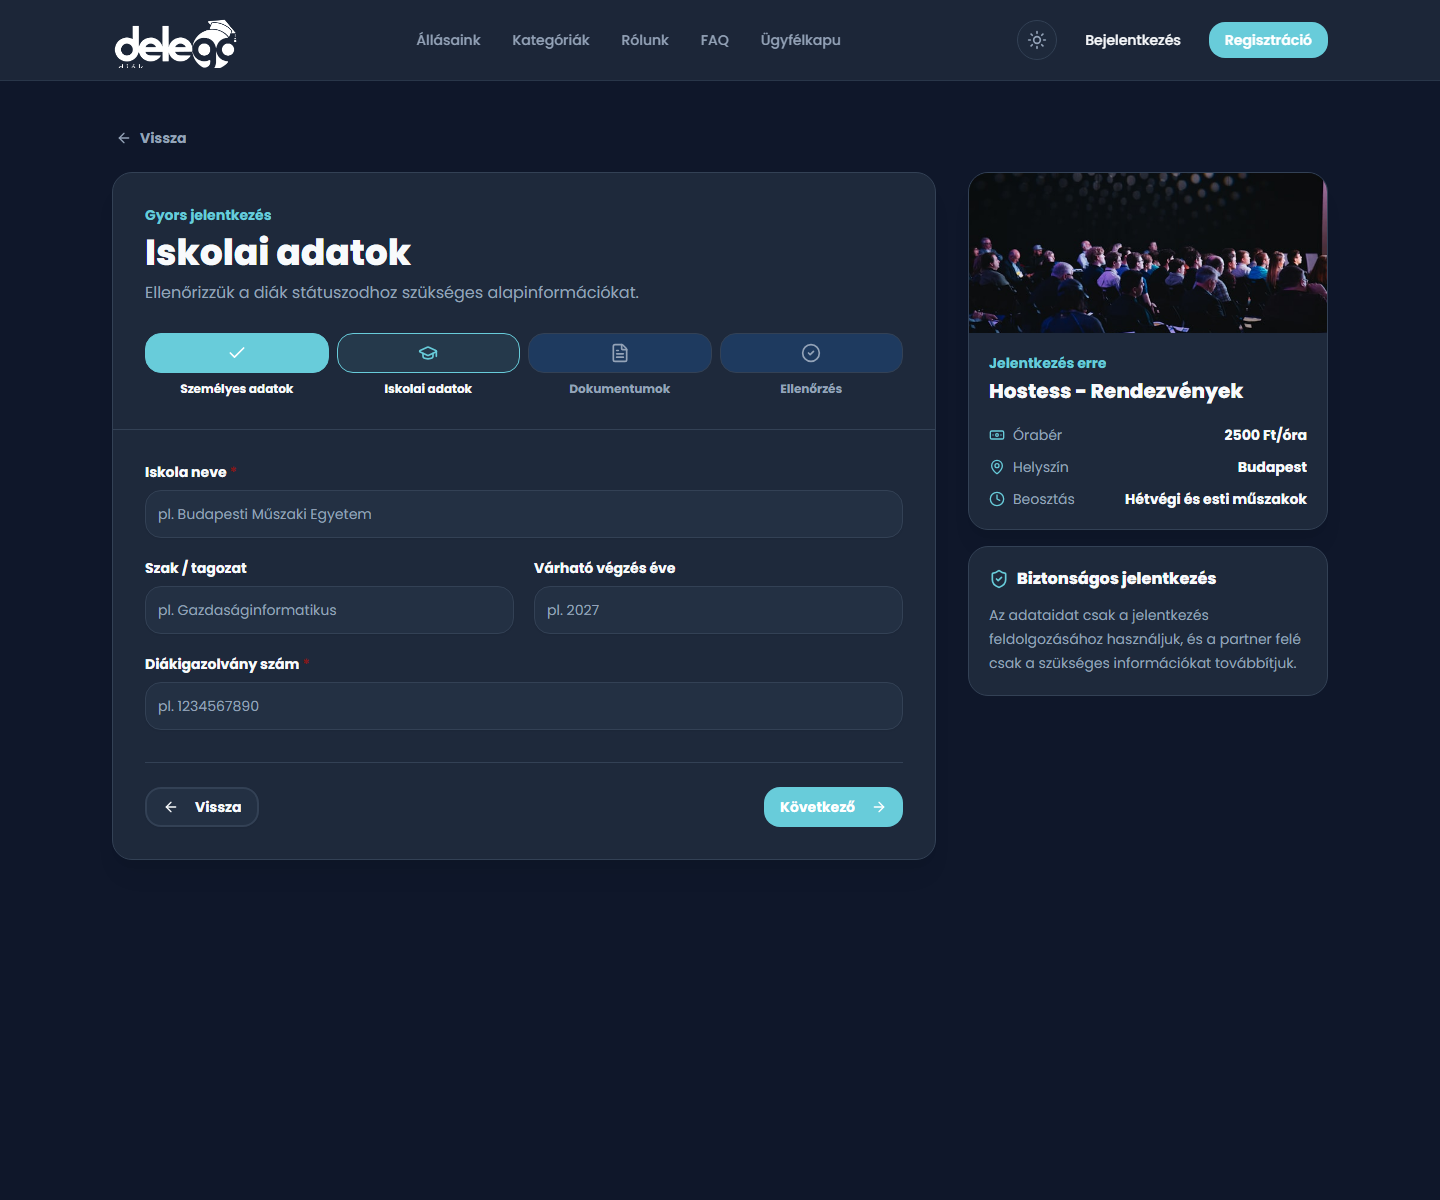 delego
diák
Állásaink
Kategóriák
Rólunk
FAQ
Ügyfélkapu
Bejelentkezés
Regisztráció
Vissza
Gyors jelentkezés
Iskolai adatok
Ellenőrizzük a diák státuszodhoz szükséges alapinformációkat.
Személyes adatok
Iskolai adatok
Dokumentumok
Ellenőrzés
Iskola neve *
pl. Budapesti Műszaki Egyetem
Szak / tagozat
Várható végzés éve
pl. Gazdaságinformatikus
pl. 2027
Diákigazolvány szám *
pl. 1234567890
Vissza
Következő
Jelentkezés erre
Hostess - Rendezvények
Órabér
2500 Ft/óra
Helyszín
Budapest
Beosztás
Hétvégi és esti műszakok
Biztonságos jelentkezés
Az adataidat csak a jelentkezés
feldolgozásához használjuk, és a partner felé
csak a szükséges információkat továbbítjuk.